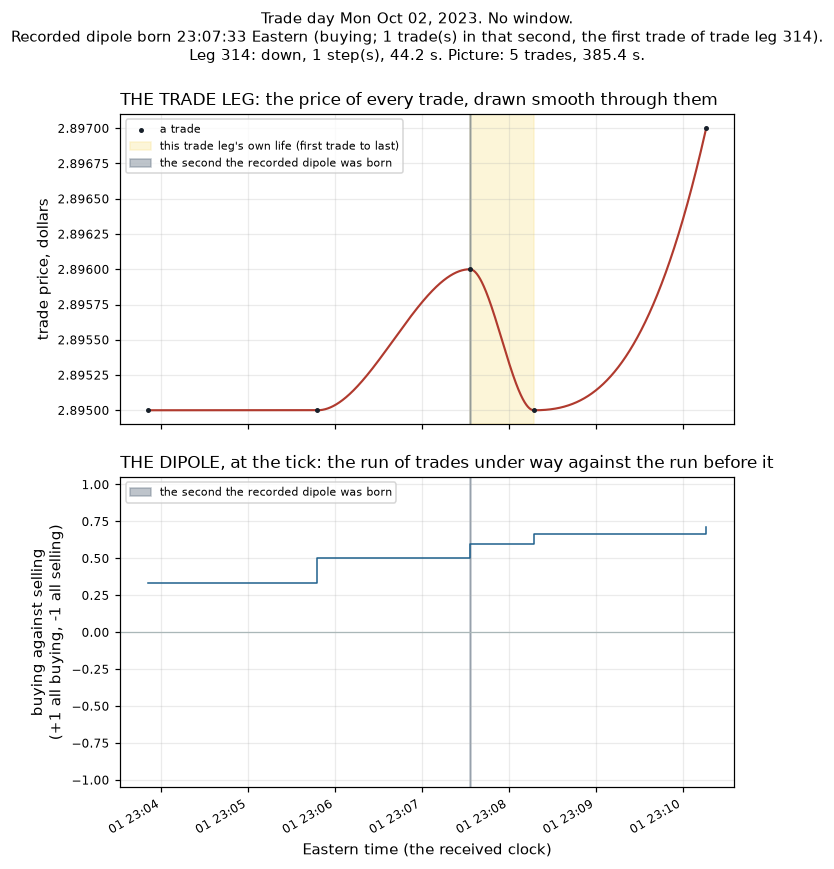 Trade day Mon Oct 02, 2023. No window.
Recorded dipole born 23:07:33 Eastern (buying; 1 trade(s) in that second, the first trade of trade leg 314).
Leg 314: down, 1 step(s), 44.2 s. Picture: 5 trades, 385.4 s.
THE TRADE LEG: the price of every trade, drawn smooth through them
a trade
this trade leg's own life (first trade to last)
the second the recorded dipole was born
trade price, dollars
2.89700
2.89675
2.89650
2.89625
2.89600
2.89575
2.89550
2.89525
2.89500
THE DIPOLE, at the tick: the run of trades under way against the run before it
the second the recorded dipole was born
buying against selling
(+1 all buying, -1 all selling)
1.00
0.75
0.50
0.25
0.00
−0.25
−0.50
−0.75
−1.00
01 23:04
01 23:05
01 23:06
01 23:07
01 23:08
01 23:09
01 23:10
Eastern time (the received clock)